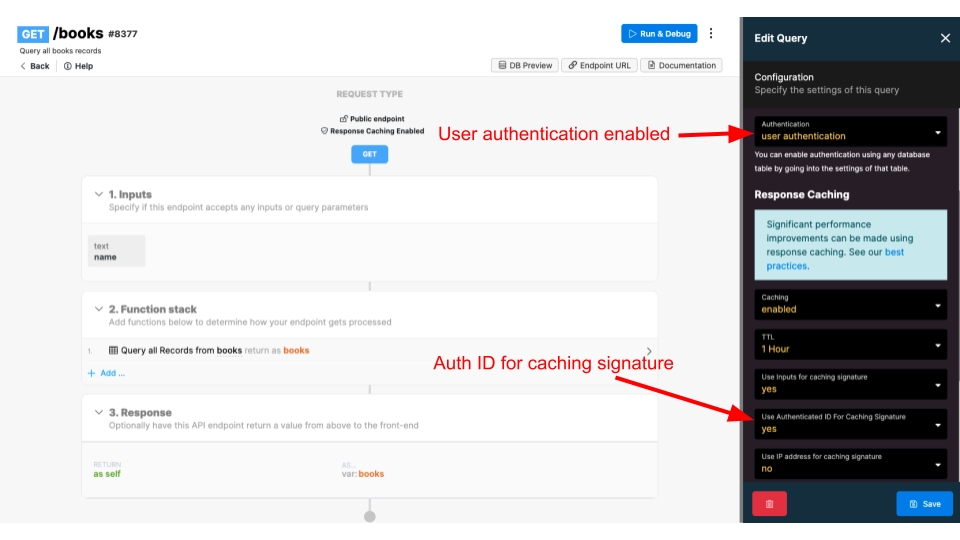 GET /books #8377
Query all books records
Back Help
Run & Debug
DB Preview Endpoint URL Documentation
REQUEST TYPE
Public endpoint
Response Caching Enabled
GET
User authentication enabled
1. Inputs
Specify if this endpoint accepts any inputs or query parameters
text
name
2. Function stack
Add functions below to determine how your endpoint gets processed
1. Query all Records from books return as books
+ Add ...
Auth ID for caching signature
3. Response
Optionally have this API endpoint return a value from above to the front-end
RETURN AS...
as self var: books
Edit Query
Configuration
Specify the settings of this query
Authentication
user authentication
You can enable authentication using any database
table by going into the settings of that table.
Response Caching
Significant performance
improvements can be made using
response caching. See our best
practices.
Caching
enabled
TTL
1 Hour
Use Inputs for caching signature
yes
Use Authenticated ID For Caching Signature
yes
Use IP address for caching signature
no
Save